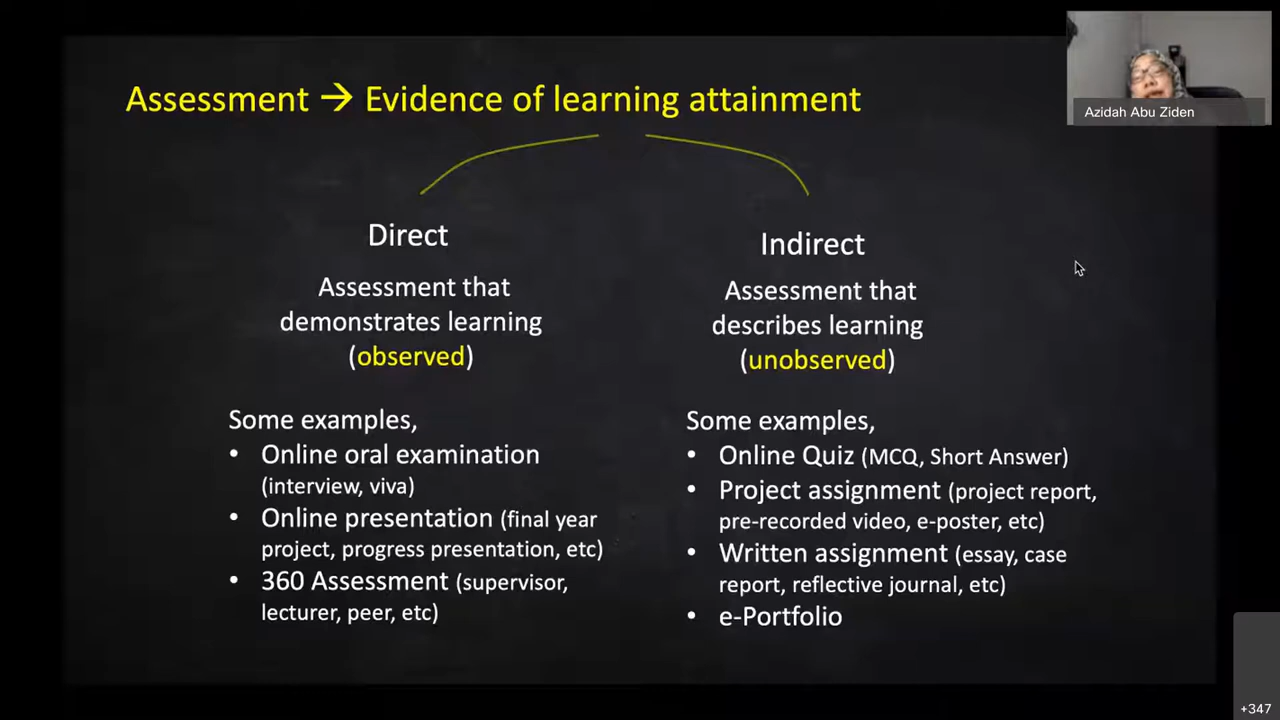 Assessment → Evidence of learning attainment
Azidah Abu Ziden
Direct
Assessment that
demonstrates learning
(observed)
Some examples,
• Online oral examination
(interview, viva)
• Online presentation (final year
project, progress presentation, etc)
• 360 Assessment (supervisor,
lecturer, peer, etc)
Indirect
Assessment that
describes learning
(unobserved)
Some examples,
• Online Quiz (MCQ, Short Answer)
• Project assignment (project report,
pre-recorded video, e-poster, etc)
• Written assignment (essay, case
report, reflective journal, etc)
• e-Portfolio
+347